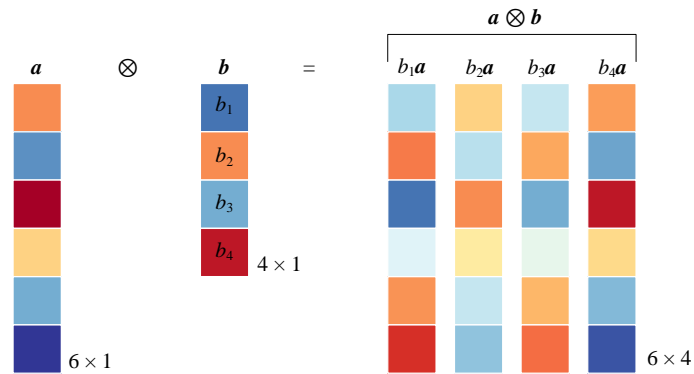 a ⊗ b
a ⊗ b = b₁a b₂a b₃a b₄a
b₁
b₂
b₃
b₄
4 × 1
6 × 1
6 × 4